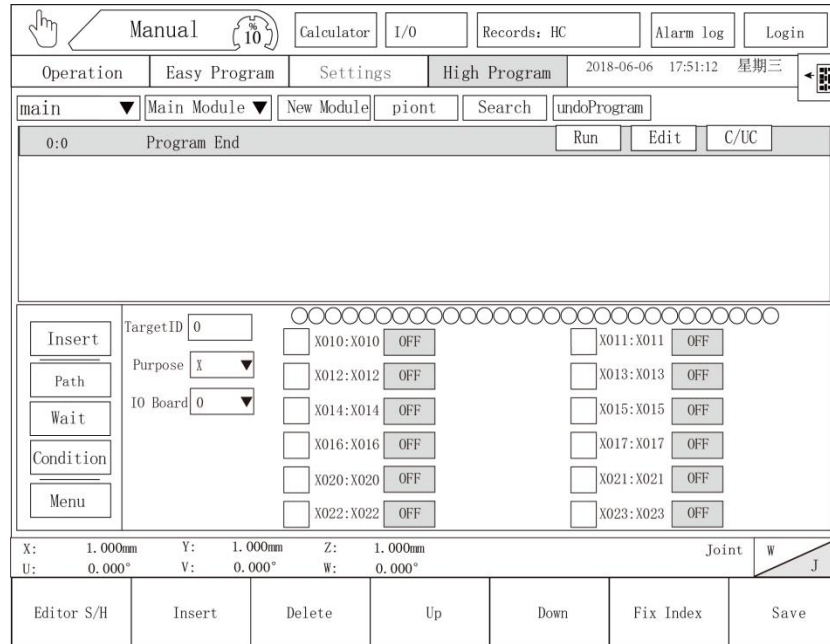 Manual % 10 Calculator I/0 Records: HC Alarm log Login
Operation Easy Program Settings High Program 2018-06-06 17:51:12 星期三
main Main Module New Module piont Search undoProgram
0:0 Program End Run Edit C/UC
Insert
Path
Wait
Condition
Menu
TargetID 0
Purpose X
IO Board 0
X010:X010 OFF X011:X011 OFF
X012:X012 OFF X013:X013 OFF
X014:X014 OFF X015:X015 OFF
X016:X016 OFF X017:X017 OFF
X020:X020 OFF X021:X021 OFF
X022:X022 OFF X023:X023 OFF
X: 1.000mm Y: 1.000mm Z: 1.000mm Joint W
U: 0.000° V: 0.000° W: 0.000° J
Editor S/H Insert Delete Up Down Fix Index Save